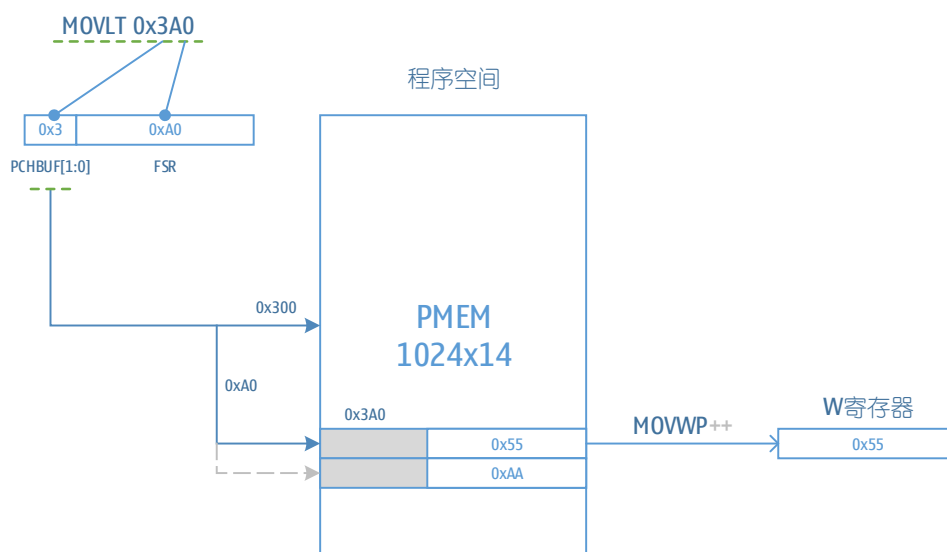 MOVLT 0x3A0
程序空间
0x3
0xA0
PCHBUF[1:0]
FSR
0x300
PMEM
1024x14
0xA0
0x3A0
W寄存器
MOVWP++
0x55
0x55
0xAA